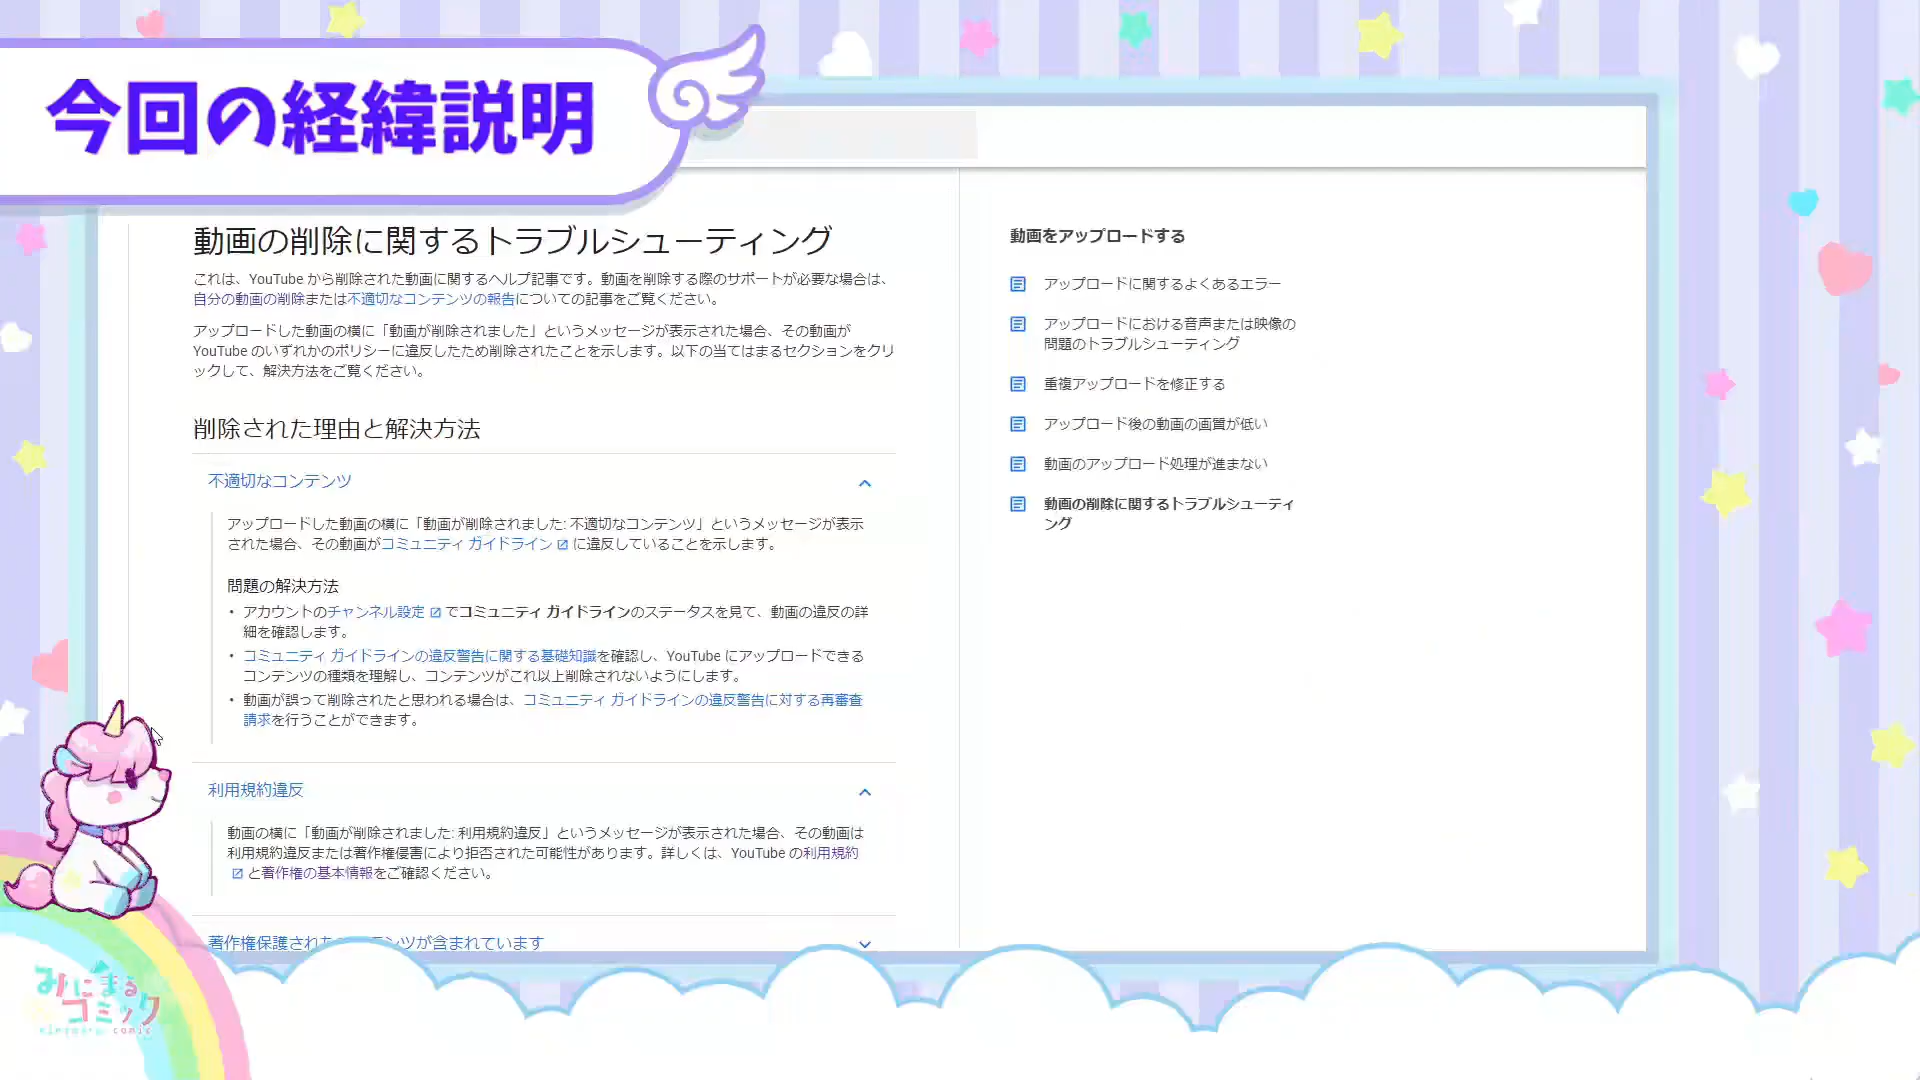 今回の経緯説明
動画の削除に関するトラブルシューティング
これは、YouTube から削除された動画に関するヘルプ記事です。動画を削除する際のサポートが必要な場合は、
自分の動画の削除または不適切なコンテンツの報告についての記事をご覧ください。
アップロードした動画の横に「動画が削除されました」というメッセージが表示された場合、その動画が
YouTube のいずれかのポリシーに違反したため削除されたことを示します。以下の当てはまるセクションをクリ
ックして、解決方法をご覧ください。
削除された理由と解決方法
不適切なコンテンツ
アップロードした動画の横に「動画が削除されました: 不適切なコンテンツ」というメッセージが表示
された場合、その動画がコミュニティ ガイドライン に違反していることを示します。
問題の解決方法
• アカウントのチャンネル設定 でコミュニティ ガイドラインのステータスを見て、動画の違反の詳
細を確認します。
• コミュニティ ガイドラインの違反警告に関する基礎知識を確認し、YouTube にアップロードできる
コンテンツの種類を理解し、コンテンツがこれ以上削除されないようにします。
• 動画が誤って削除されたと思われる場合は、コミュニティ ガイドラインの違反警告に対する再審査
請求を行うことができます。
利用規約違反
動画の横に「動画が削除されました: 利用規約違反」というメッセージが表示された場合、その動画は
利用規約違反または著作権侵害により拒否された可能性があります。詳しくは、YouTube の利用規約
と著作権の基本情報をご確認ください。
著作権保護されたコンテンツが含まれています
動画をアップロードする
アップロードに関するよくあるエラー
アップロードにおける音声または映像の
問題のトラブルシューティング
重複アップロードを修正する
アップロード後の動画の画質が低い
動画のアップロード処理が進まない
動画の削除に関するトラブルシューティ
ング
みにまる
コミック